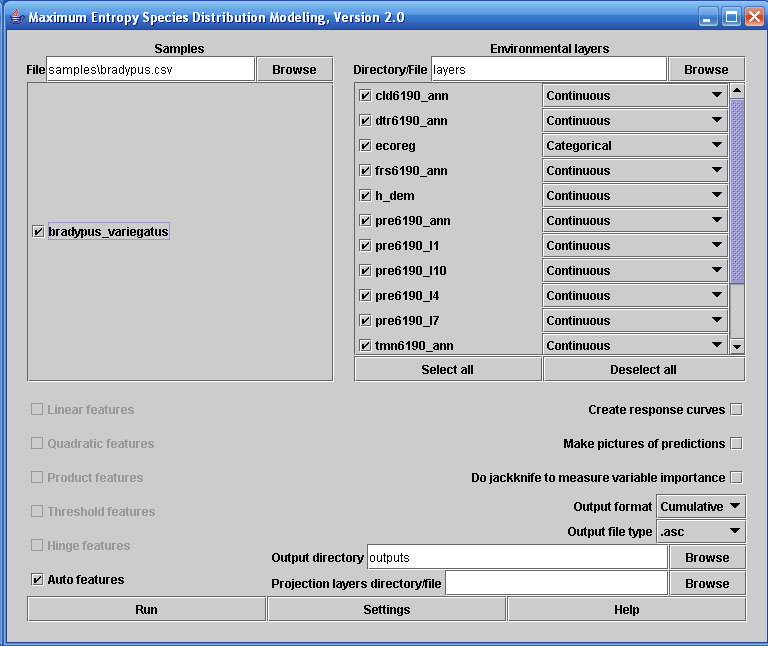 Maximum Entropy Species Distribution Modeling, Version 2.0
Samples
File samples\bradypus.csv Browse
bradypus_variegatus
Environmental layers
Directory/File layers Browse
cld6190_ann Continuous
dtr6190_ann Continuous
ecoreg Categorical
frs6190_ann Continuous
h_dem Continuous
pre6190_ann Continuous
pre6190_l1 Continuous
pre6190_l10 Continuous
pre6190_l4 Continuous
pre6190_l7 Continuous
tmn6190_ann Continuous
Select all Deselect all
Linear features
Quadratic features
Product features
Threshold features
Hinge features
Auto features
Create response curves
Make pictures of predictions
Do jackknife to measure variable importance
Output format Cumulative
Output file type .asc
Output directory outputs Browse
Projection layers directory/file Browse
Run Settings Help